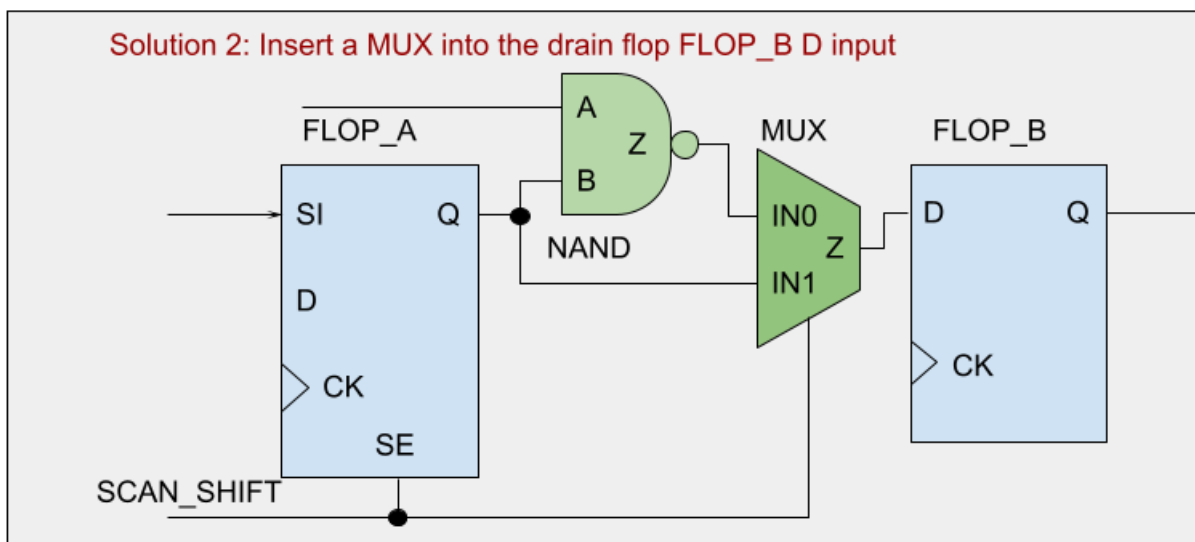 Solution 2: Insert a MUX into the drain flop FLOP_B D input
FLOP_A
A
Z
B
NAND
MUX
FLOP_B
SI
Q
D
CK
SE
IN0
Z
IN1
D
Q
CK
SCAN_SHIFT